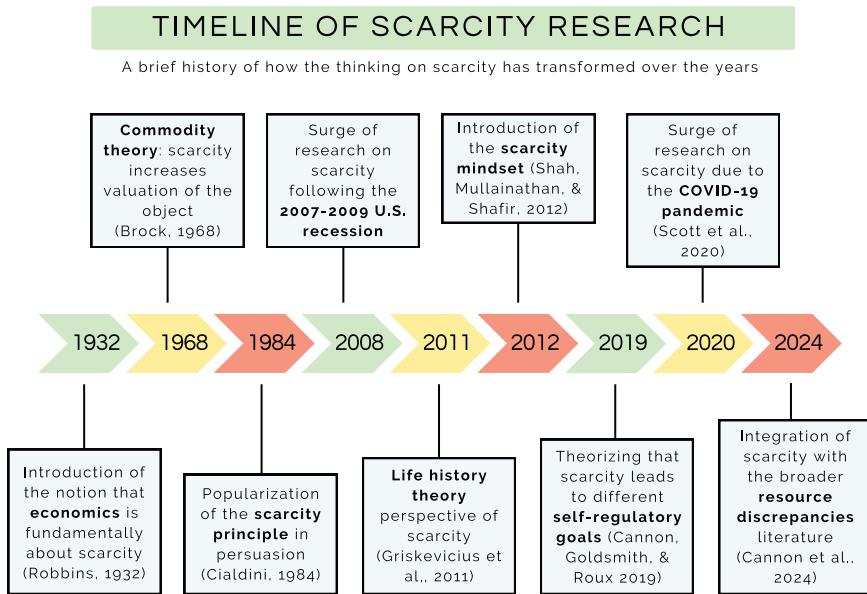 TIMELINE OF SCARCITY RESEARCH
A brief history of how the thinking on scarcity has transformed over the years
Commodity
theory: scarcity
increases
valuation of the
object
(Brock, 1968)
Surge of
research on
scarcity
following the
2007-2009 U.S.
recession
Introduction of
the scarcity
mindset (Shah,
Mullainathan, &
Shafir, 2012)
Surge of
research on
scarcity due to
the COVID-19
pandemic
(Scott et al.,
2020)
1932
1968
1984
2008
2011
2012
2019
2020
2024
Introduction of
the notion that
economics is
fundamentally
about scarcity
(Robbins, 1932)
Popularization
of the scarcity
principle in
persuasion
(Cialdini, 1984)
Life history
theory
perspective of
scarcity
(Griskevicius et
al., 2011)
Theorizing that
scarcity leads
to different
self-regulatory
goals (Cannon,
Goldsmith, &
Roux 2019)
Integration of
scarcity with
the broader
resource
discrepancies
literature
(Cannon et al.,
2024)